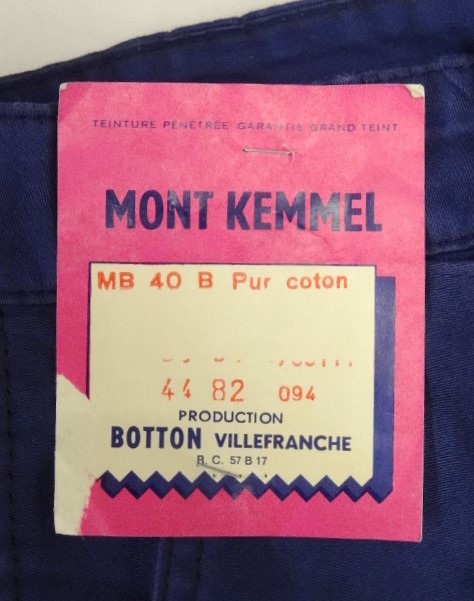 TEINTURE PÉNÉTRÉE GARANTIE GRAND TEINT
MONT KEMMEL
MB 40 B Pur coton
44 82 094
PRODUCTION
BOTTON VILLEFRANCHE
R. C. 57 B 17